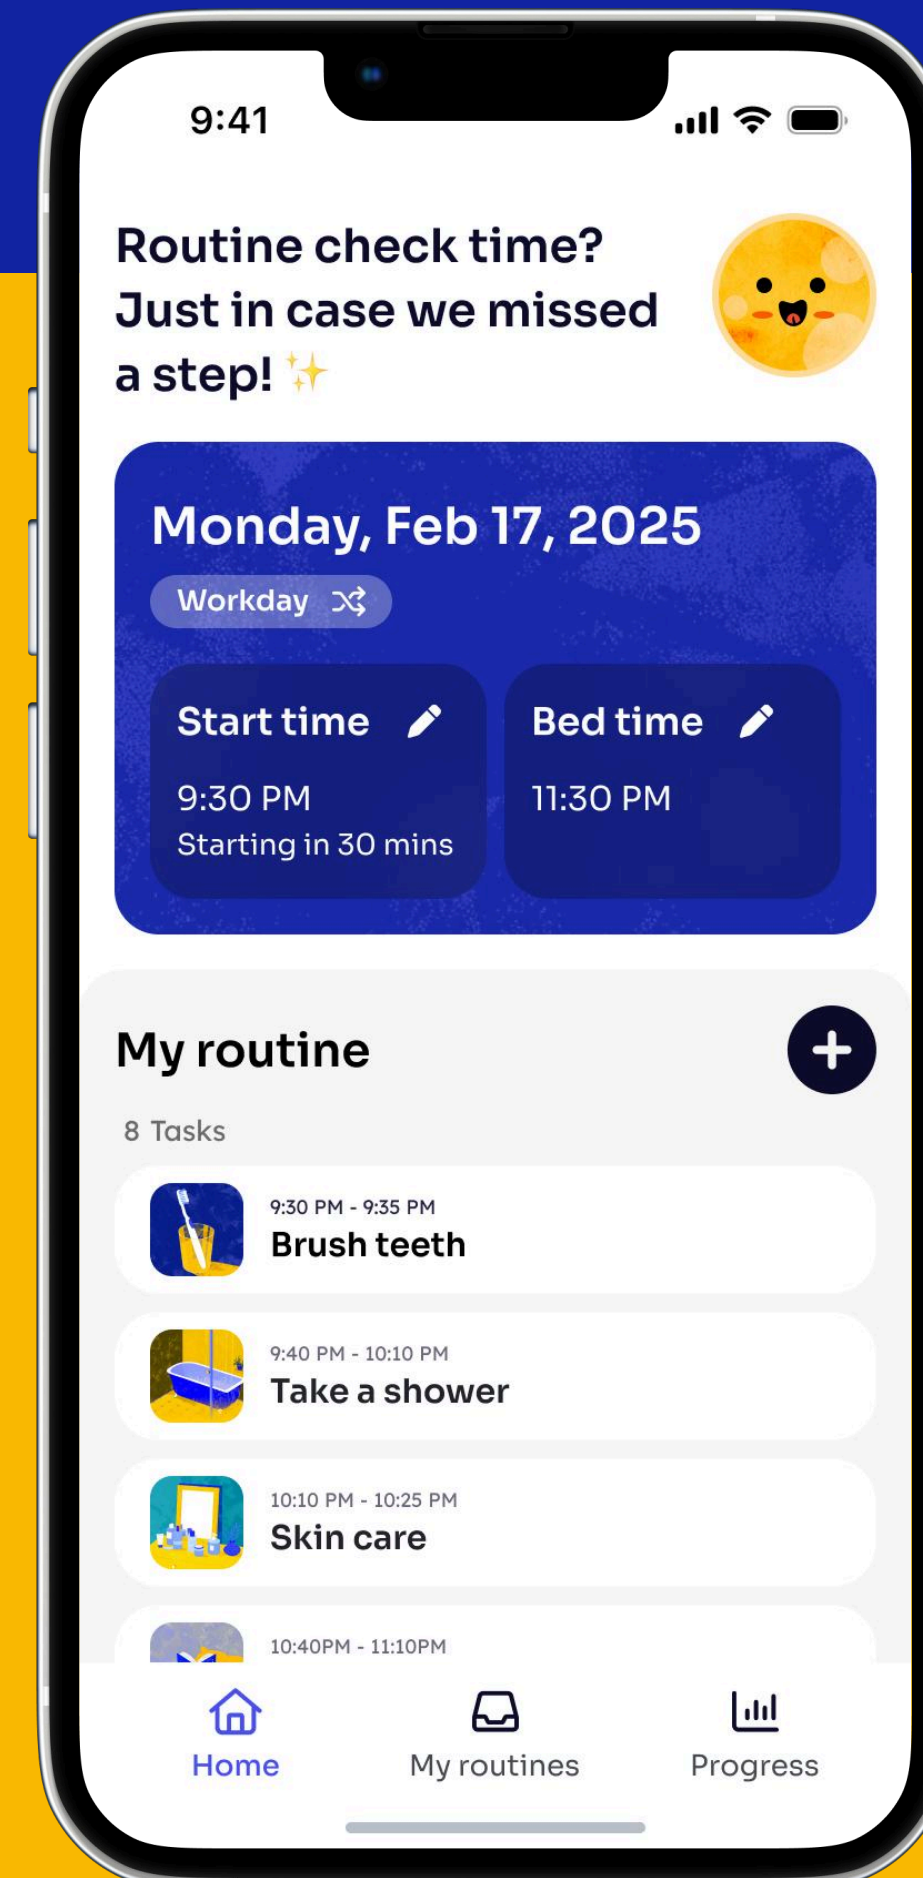 9:41
Routine check time?
Just in case we missed
a step! ✨
Monday, Feb 17, 2025
Workday
Start time
9:30 PM
Starting in 30 mins
Bed time
11:30 PM
My routine
8 Tasks
9:30 PM - 9:35 PM
Brush teeth
9:40 PM - 10:10 PM
Take a shower
10:10 PM - 10:25 PM
Skin care
10:40PM - 11:10PM
Home
My routines
Progress